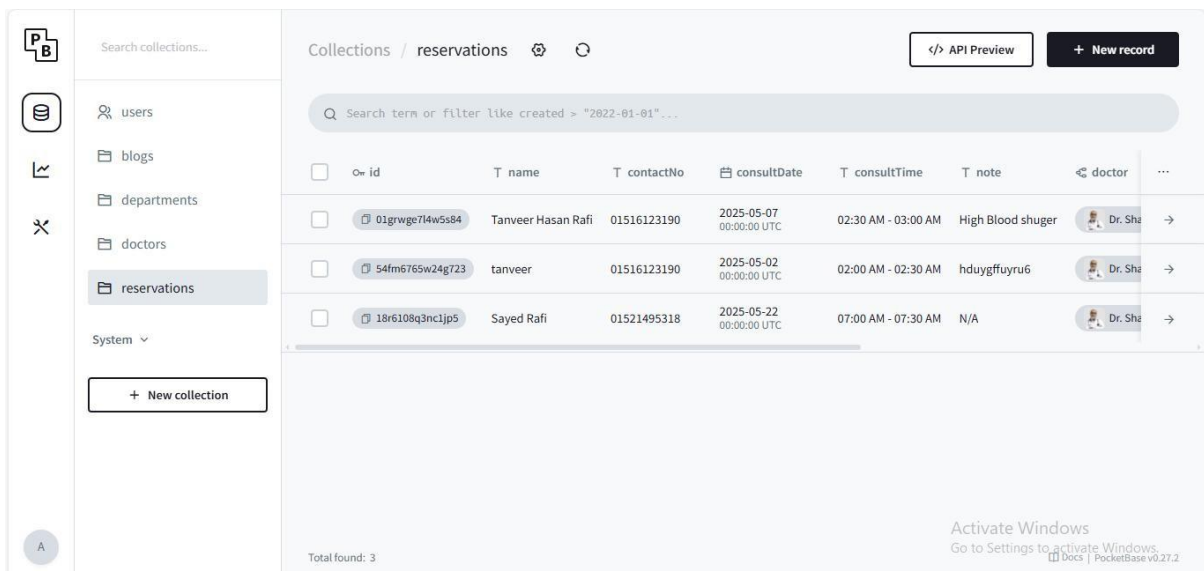 PB
Search collections...
users
blogs
departments
doctors
reservations
System
+ New collection
A
Collections / reservations
</> API Preview
+ New record
Search term or filter like created > "2022-01-01"...
id T name T contactNo consultDate T consultTime T note doctor ...
01grwge7l4w5s84 Tanveer Hasan Rafi 01516123190 2025-05-07 00:00:00 UTC 02:30 AM - 03:00 AM High Blood shuger Dr. Sha
54fm6765w24g723 tanveer 01516123190 2025-05-02 00:00:00 UTC 02:00 AM - 02:30 AM hduygffuyru6 Dr. Sha
18r6108q3nc1jp5 Sayed Rafi 01521495318 2025-05-22 00:00:00 UTC 07:00 AM - 07:30 AM N/A Dr. Sha
Activate Windows
Go to Settings to activate Windows.
Total found: 3
Docs | PocketBase v0.27.2